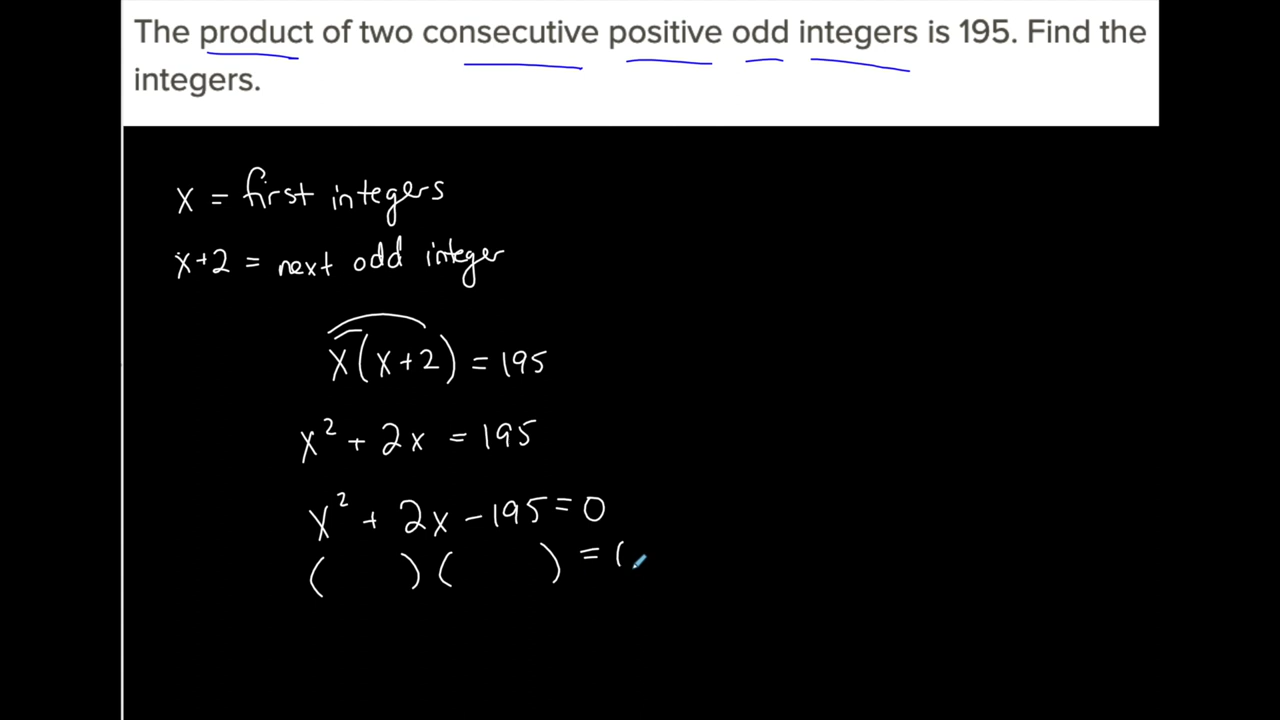 The product of two consecutive positive odd integers is 195. Find the
integers.
x = first integers
x+2 = next odd integer
x(x+2) = 195
x² + 2x = 195
x² + 2x - 195 = 0
(   ) (   ) = (